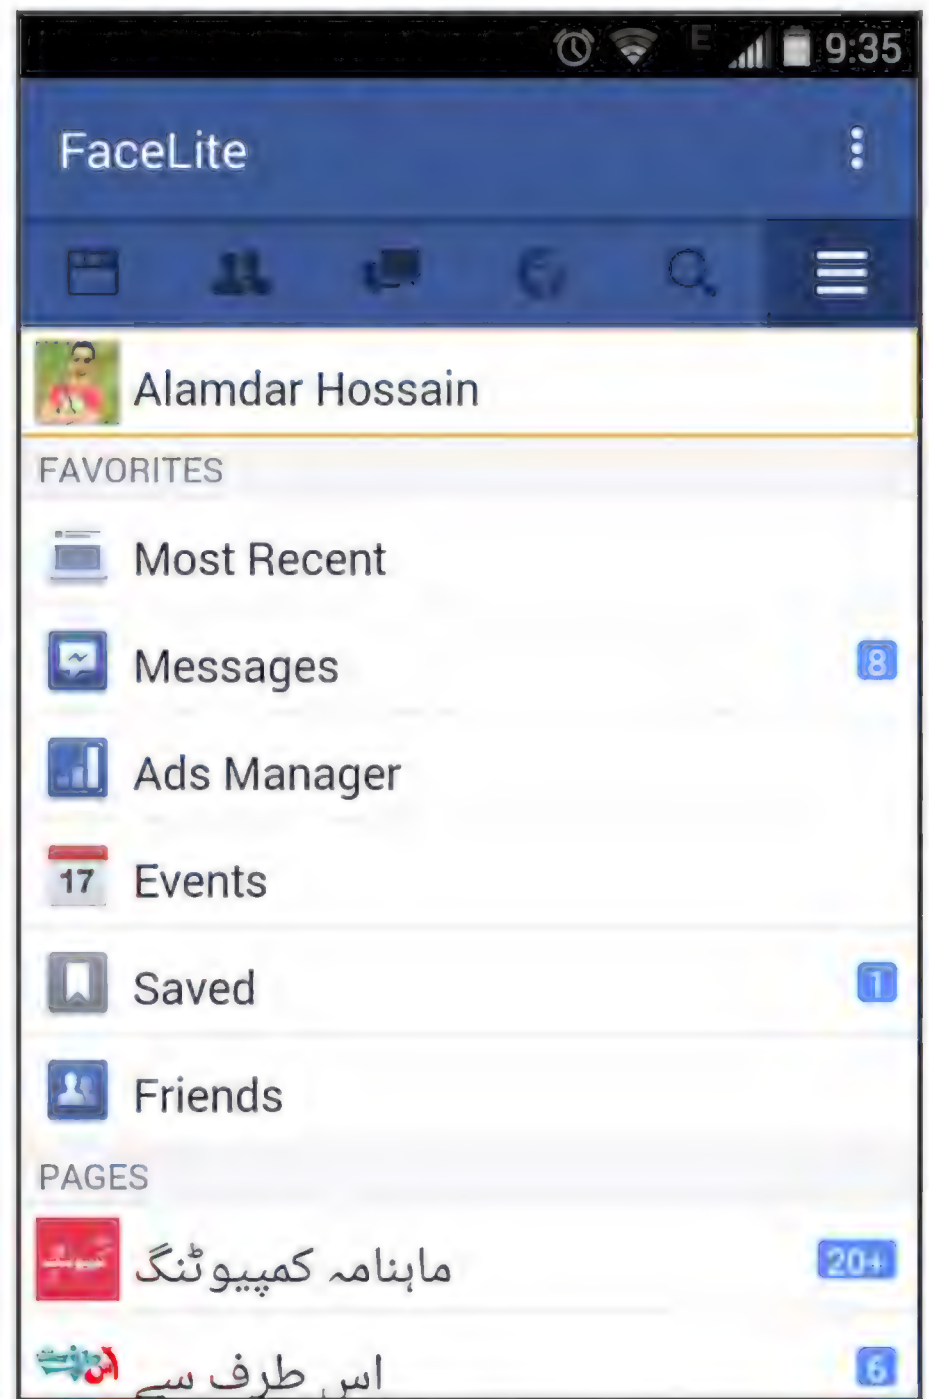 E 9:35
FaceLite
Alamdar Hossain
FAVORITES
Most Recent
Messages 8
Ads Manager
17 Events
Saved 1
Friends
PAGES
ماہنامہ کمپیوٹنگ 20+
اس طرف سے 6